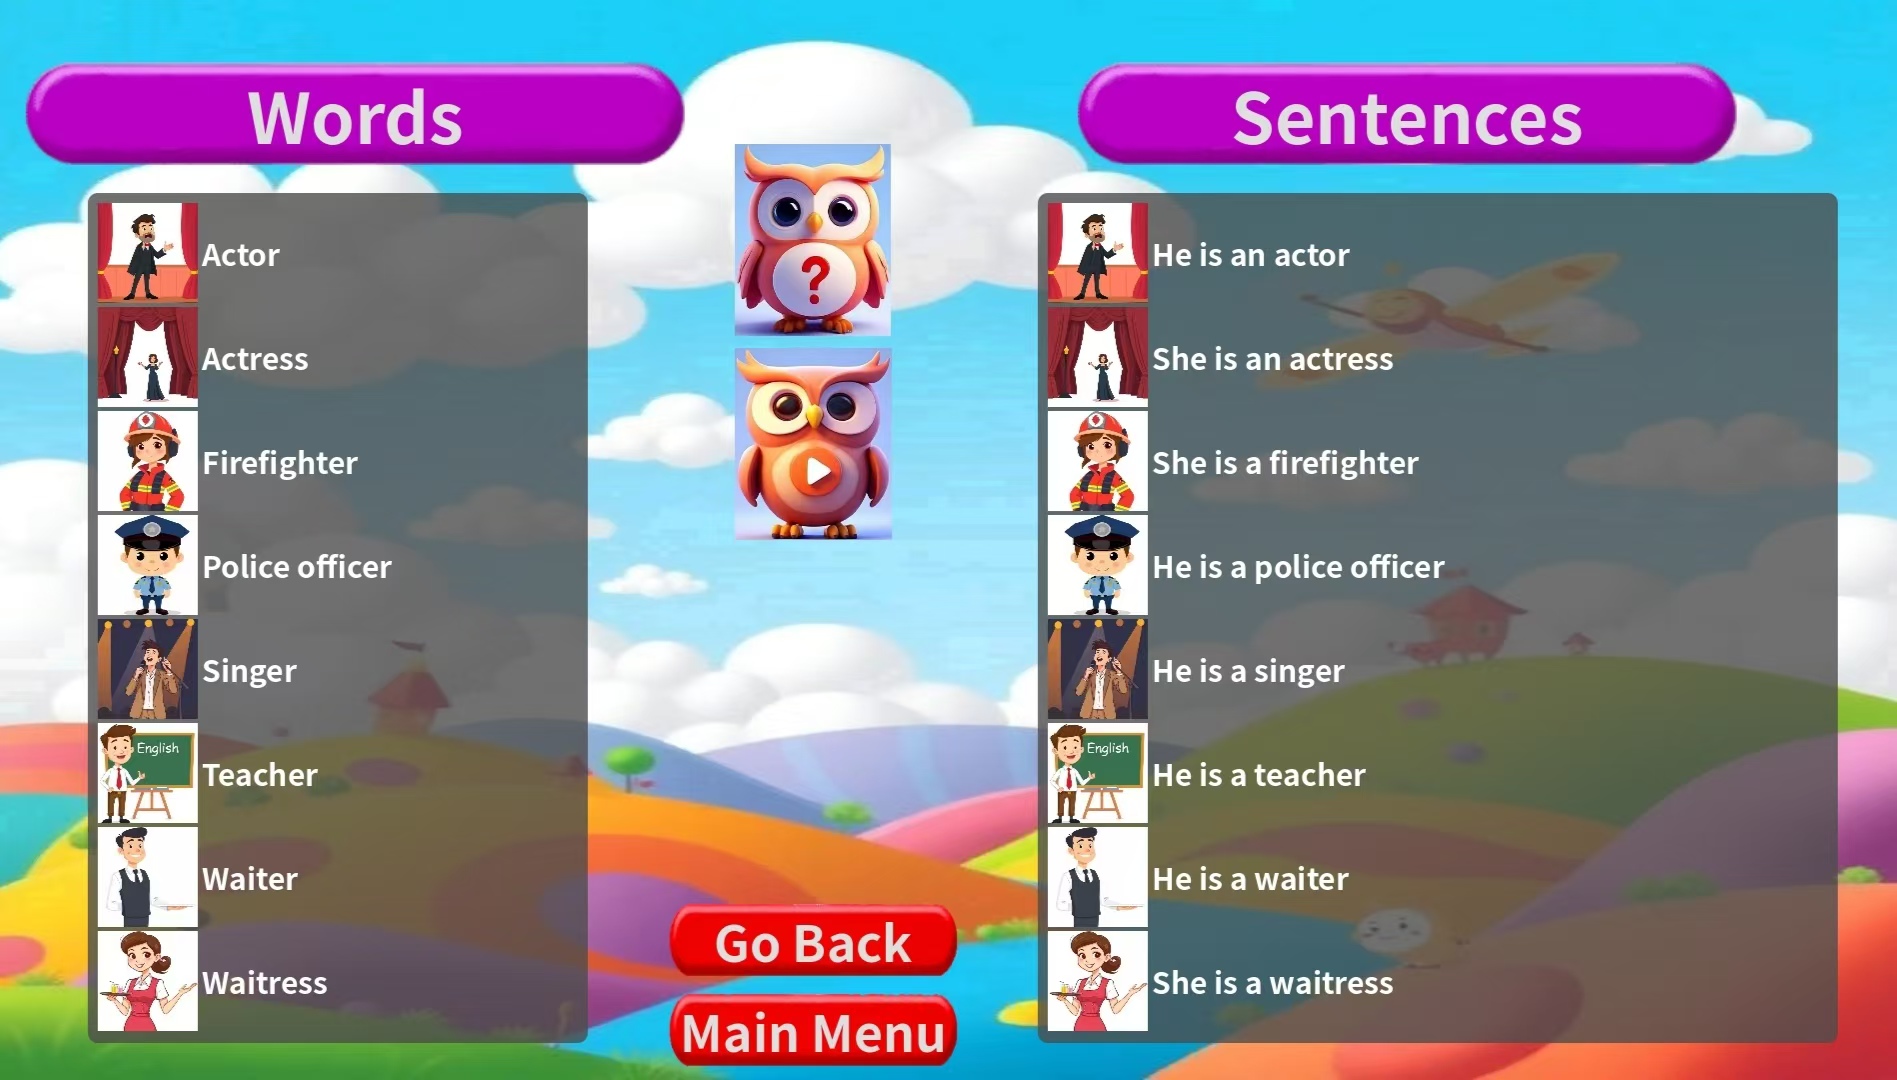 Words
Actor
Actress
Firefighter
Police officer
Singer
English
Teacher
Waiter
Waitress
?
Go Back
Main Menu
Sentences
He is an actor
She is an actress
She is a firefighter
He is a police officer
He is a singer
English
He is a teacher
He is a waiter
She is a waitress